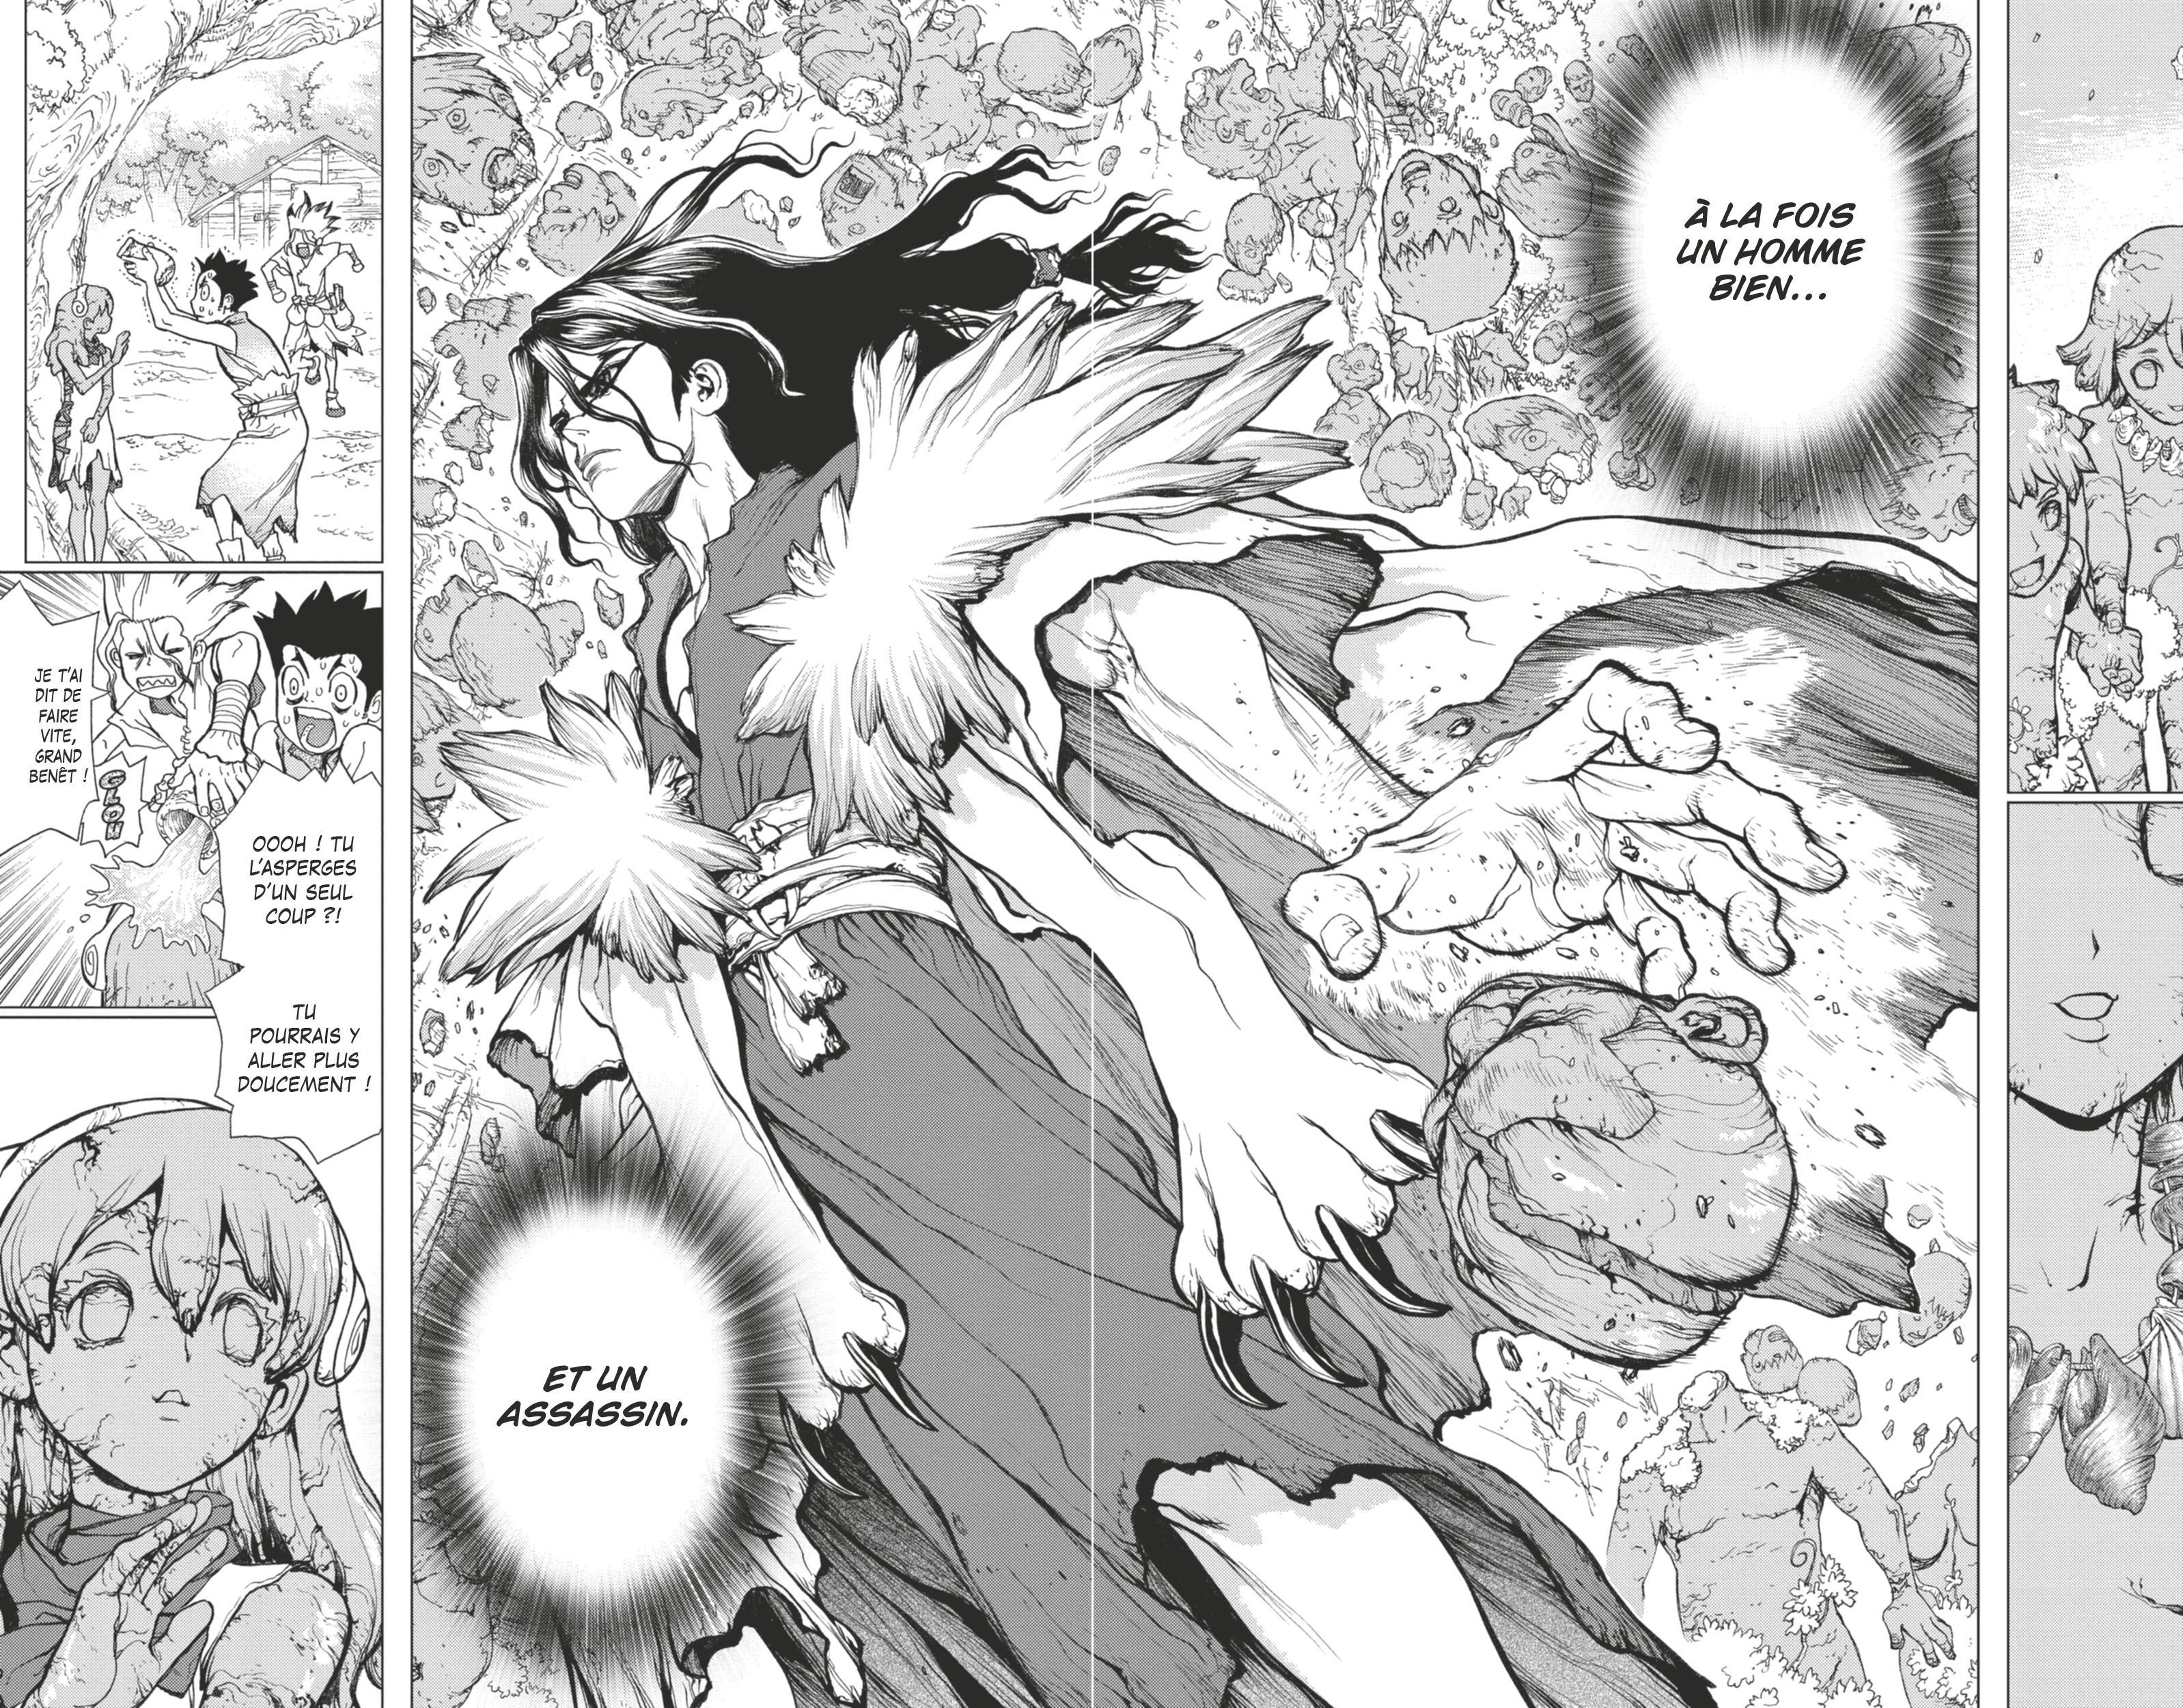 À LA FOIS
UN HOMME
BIEN...
ET UN
ASSASSIN.
JE T'AI
DIT DE
FAIRE
VITE,
GRAND
BENÊT !
OOOH ! TU
L'ASPERGES
D'UN SEUL
COUP ?!
TU
POURRAIS Y
ALLER PLUS
DOUCEMENT !